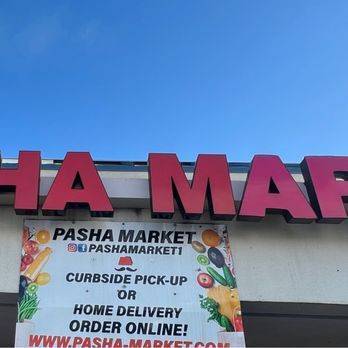 HA MAR
PASHA MARKET
PASHAMARKET1
CURBSIDE PICK-UP
OR
HOME DELIVERY
ORDER ONLINE!
WWW.PASHA-MARKET.COM